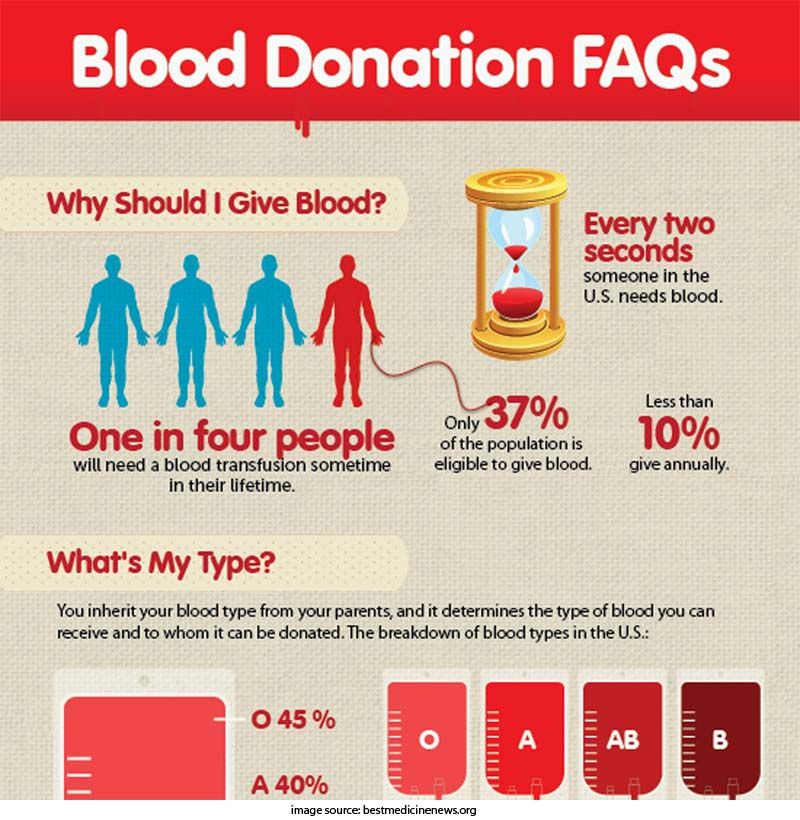 Blood Donation FAQs
Why Should I Give Blood?
Every two
seconds
someone in the
U.S. needs blood.
One in four people
will need a blood transfusion sometime
in their lifetime.
Only 37%
of the population is
eligible to give blood.
Less than
10%
give annually.
What's My Type?
You inherit your blood type from your parents, and it determines the type of blood you can
receive and to whom it can be donated. The breakdown of blood types in the U.S.:
O 45 %
A 40%
O
A
AB
B
image source: bestmedicinenews.org